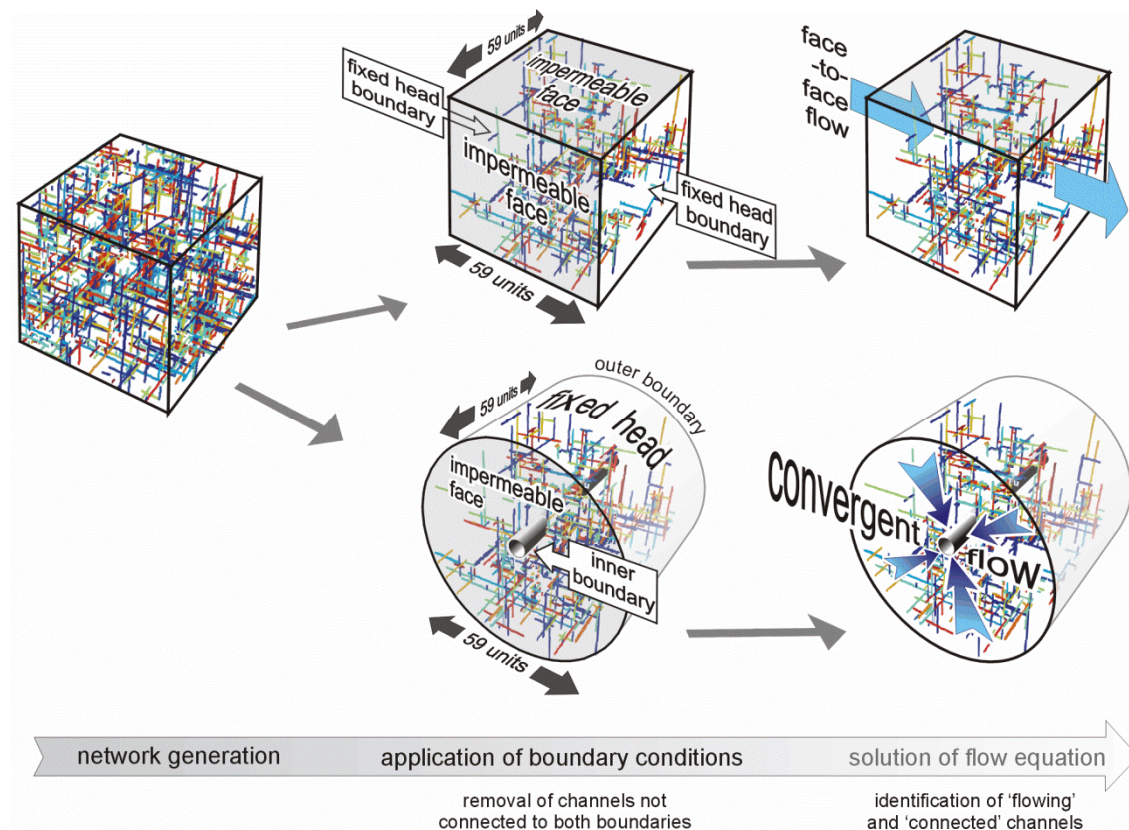 59 units
fixed head
boundary
impermeable
face
impermeable
face
fixed head
boundary
59 units
face
-to-
face
flow
outer boundary
59 units
fixed head
impermeable
face
inner
boundary
59 units
convergent
flow
network generation
application of boundary conditions
solution of flow equation
removal of channels not
connected to both boundaries
identification of 'flowing'
and 'connected' channels